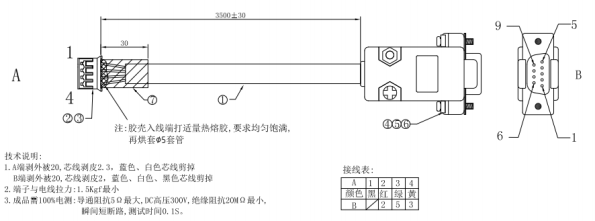 3500±30
30
9
5
1
A
B
4
②③
⑦
①
④⑤⑥
6
1
注:胶壳入线端打适量热熔胶,要求均匀饱满,
再烘套Φ5套管
技术说明:
1.A端剥外被20,芯线剥皮2.3, 蓝色、白色芯线剪掉
B端剥外被20,芯线剥皮2, 蓝色、白色、黑色芯线剪掉
2.端子与电线拉力:1.5Kgf最小
3.成品需100%电测:导通阻抗5Ω最大,DC高压300V,绝缘阻抗20MΩ最小,
瞬间短断路,测试时间0.1S.
接线表:
A 1 2 3 4
颜色 黑 红 绿 黄
B 2 5 3